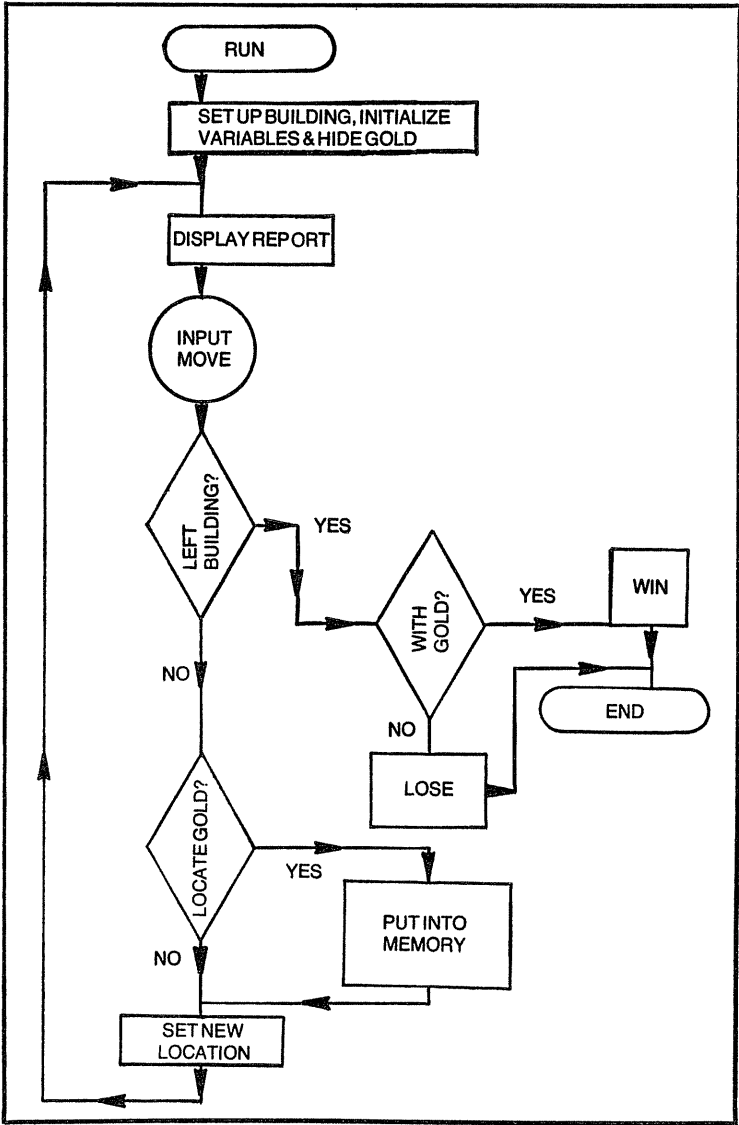 RUN
SET UP BUILDING, INITIALIZE
VARIABLES & HIDE GOLD
DISPLAY REPORT
INPUT
MOVE
LEFT
BUILDING?
YES
WITH
GOLD?
YES
WIN
NO
END
NO
LOSE
LOCATE GOLD?
YES
PUT INTO
MEMORY
NO
SET NEW
LOCATION